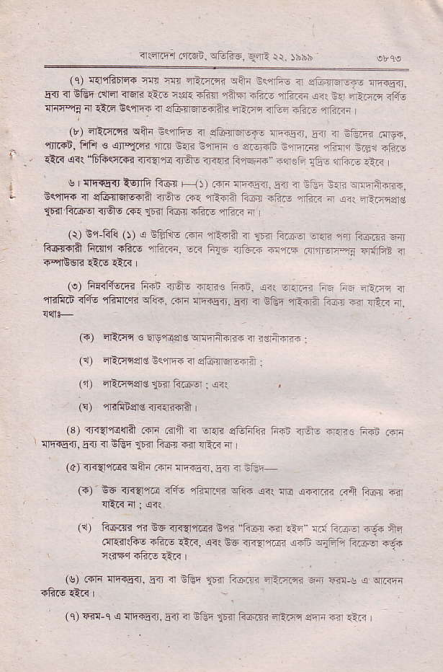 বাংলাদেশ গেজেট, অতিরিক্ত, জুলাই ২২, ১৯৯৯ ৩৮৭৩
(৭) মহাপরিচালক সময় সময় লাইসেন্সের অধীন উৎপাদিত বা প্রক্রিয়াজাতকৃত মাদকদ্রব্য,
দ্রব্য বা উদ্ভিদ খোলা বাজার হইতে সংগ্রহ করিয়া পরীক্ষা করিতে পারিবেন এবং উহা লাইসেন্সে বর্ণিত
মানসম্পন্ন না হইলে উৎপাদক বা প্রক্রিয়াজাতকারীর লাইসেন্স বাতিল করিতে পারিবেন।
(৮) লাইসেন্সের অধীন উৎপাদিত বা প্রক্রিয়াজাতকৃত মাদকদ্রব্য, দ্রব্য বা উদ্ভিদের মোড়ক,
প্যাকেট, শিশি ও এ্যাম্পুলের গায়ে উহার উপাদান ও প্রত্যেকটি উপাদানের পরিমাণ উল্লেখ করিতে
হইবে এবং “চিকিৎসকের ব্যবস্থাপত্র ব্যতীত ব্যবহার বিপজ্জনক” কথাগুলি মুদ্রিত থাকিতে হইবে।
৬। মাদকদ্রব্য ইত্যাদি বিক্রয়।—(১) কোন মাদকদ্রব্য, দ্রব্য বা উদ্ভিদ উহার আমদানীকারক,
উৎপাদক বা প্রক্রিয়াজাতকারী ব্যতীত কেহ পাইকারী বিক্রয় করিতে পারিবে না এবং লাইসেন্সপ্রাপ্ত
খুচরা বিক্রেতা ব্যতীত কেহ খুচরা বিক্রয় করিতে পারিবে না।
(২) উপ-বিধি (১) এ উল্লিখিত কোন পাইকারী বা খুচরা বিক্রেতা তাহার পণ্য বিক্রয়ের জন্য
বিক্রয়কারী নিয়োগ করিতে পারিবেন, তবে নিযুক্ত ব্যক্তিকে কমপক্ষে যোগ্যতাসম্পন্ন ফার্মাসিষ্ট বা
কম্পাউন্ডার হইতে হইবে।
(৩) নিম্নবর্ণিতদের নিকট ব্যতীত কাহারও নিকট, এবং তাহাদের নিজ নিজ লাইসেন্স বা
পারমিটে বর্ণিত পরিমাণের অধিক, কোন মাদকদ্রব্য, দ্রব্য বা উদ্ভিদ পাইকারী বিক্রয় করা যাইবে না,
যথাঃ—
(ক) লাইসেন্স ও ছাড়পত্রপ্রাপ্ত আমদানীকারক বা রপ্তানীকারক ;
(খ) লাইসেন্সপ্রাপ্ত উৎপাদক বা প্রক্রিয়াজাতকারী ;
(গ) লাইসেন্সপ্রাপ্ত খুচরা বিক্রেতা ; এবং
(ঘ) পারমিটপ্রাপ্ত ব্যবহারকারী।
(৪) ব্যবস্থাপত্রধারী কোন রোগী বা তাহার প্রতিনিধির নিকট ব্যতীত কাহারও নিকট কোন
মাদকদ্রব্য, দ্রব্য বা উদ্ভিদ খুচরা বিক্রয় করা যাইবে না।
(৫) ব্যবস্থাপত্রের অধীন কোন মাদকদ্রব্য, দ্রব্য বা উদ্ভিদ—
(ক) উক্ত ব্যবস্থাপত্রে বর্ণিত পরিমাণের অধিক এবং মাত্র একবারের বেশী বিক্রয় করা
যাইবে না ; এবং
(খ) বিক্রয়ের পর উক্ত ব্যবস্থাপত্রের উপর “বিক্রয় করা হইল” মর্মে বিক্রেতা কর্তৃক সীল
মোহরাংকিত করিতে হইবে, এবং উক্ত ব্যবস্থাপত্রের একটি অনুলিপি বিক্রেতা কর্তৃক
সংরক্ষণ করিতে হইবে।
(৬) কোন মাদকদ্রব্য, দ্রব্য বা উদ্ভিদ খুচরা বিক্রয়ের লাইসেন্সের জন্য ফরম-৬ এ আবেদন
করিতে হইবে।
(৭) ফরম-৭ এ মাদকদ্রব্য, দ্রব্য বা উদ্ভিদ খুচরা বিক্রয়ের লাইসেন্স প্রদান করা হইবে।